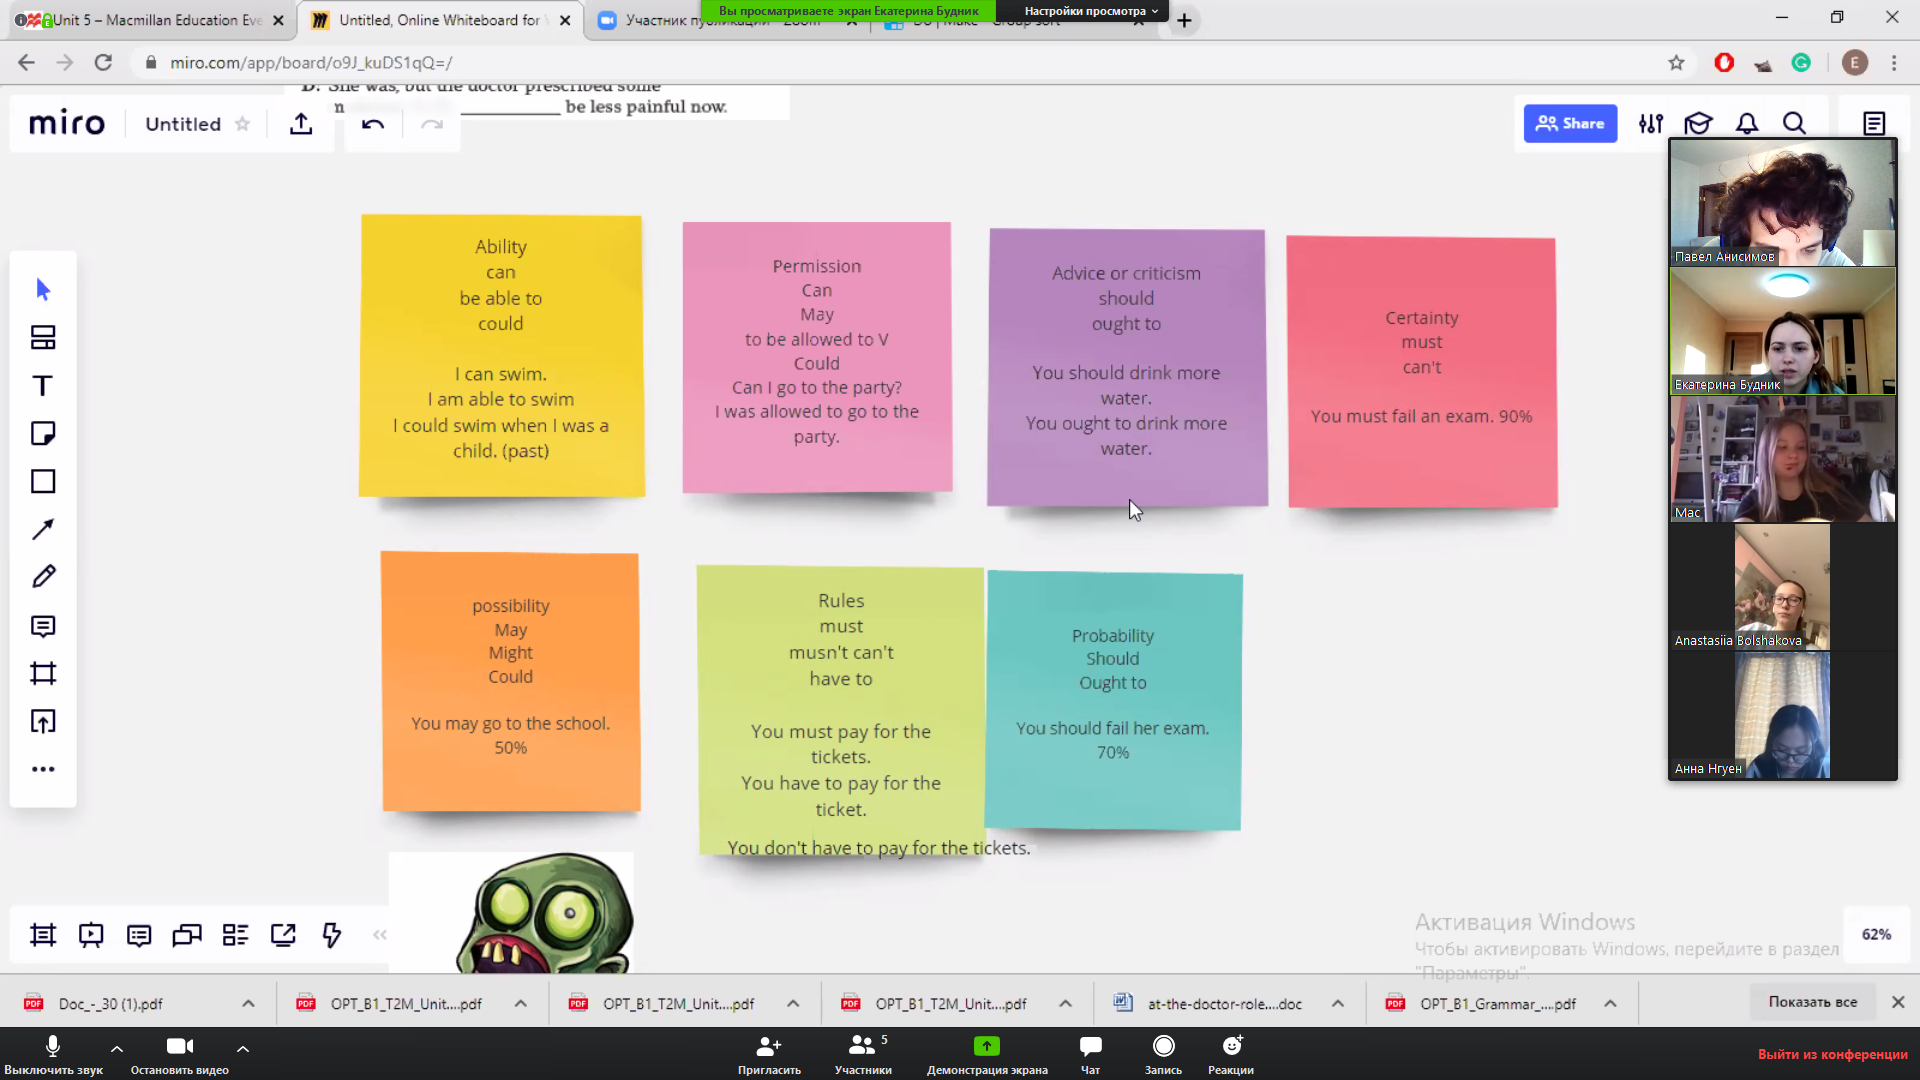 Unit 5 – Macmillan Education Eve
Untitled, Online Whiteboard for
Участник публикации - Zoom
Вы просматриваете экран Екатерина Будник
Настройки просмотра
miro.com/app/board/o9J_kuDS1qQ=/
E
D: She was, but the doctor prescribed some
be less painful now.
miro
Untitled
Share
Ability
can
be able to
could
I can swim.
I am able to swim
I could swim when I was a
child. (past)
Permission
Can
May
to be allowed to V
Could
Can I go to the party?
I was allowed to go to the
party.
Advice or criticism
should
ought to
You should drink more
water.
You ought to drink more
water.
Certainty
must
can't
You must fail an exam. 90%
possibility
May
Might
Could
You may go to the school.
50%
Rules
must
musn't can't
have to
You must pay for the
tickets.
You have to pay for the
ticket.
You don't have to pay for the tickets.
Probability
Should
Ought to
You should fail her exam.
70%
Павел Анисимов
Екатерина Будник
Mac
Anastasiia Bolshakova
Анна Нгуен
Активация Windows
Чтобы активировать Windows, перейдите в раздел
"Параметры".
62%
Doc_-_30 (1).pdf
OPT_B1_T2M_Unit....pdf
OPT_B1_T2M_Unit....pdf
OPT_B1_T2M_Unit....pdf
at-the-doctor-role....doc
OPT_B1_Grammar_....pdf
Показать все
Выключить звук
Остановить видео
Пригласить
5
Участники
Демонстрация экрана
Чат
Запись
Реакции
Выйти из конференции